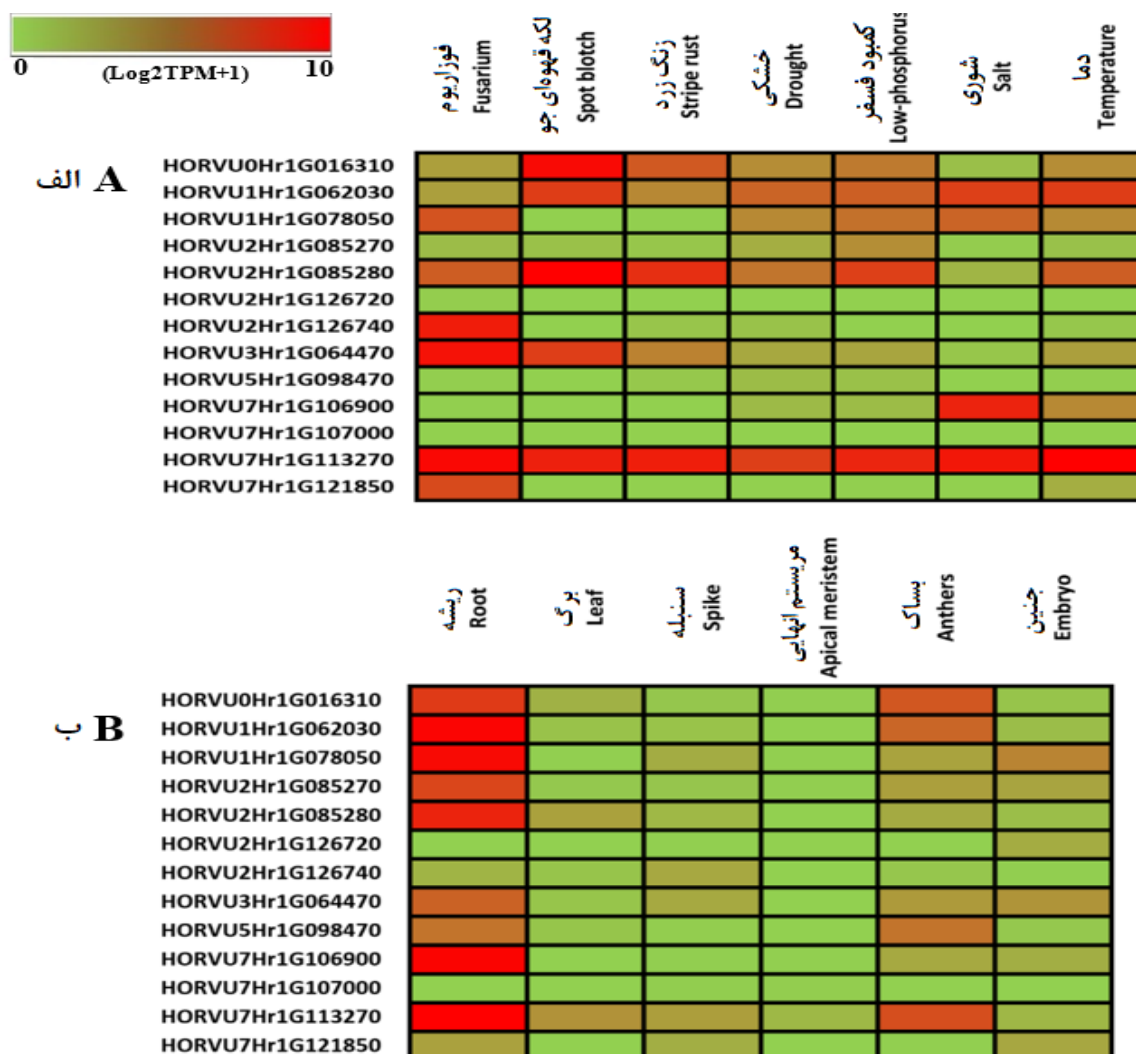 0 (Log2TPM+1) 10
فوزاریوم
Fusarium
لکه قهوه‌ای جو
Spot blotch
زنگ زرد
Stripe rust
خشکی
Drought
کمبود فسفر
Low-phosphorus
شوری
Salt
دما
Temperature
الف A
HORVU0Hr1G016310
HORVU1Hr1G062030
HORVU1Hr1G078050
HORVU2Hr1G085270
HORVU2Hr1G085280
HORVU2Hr1G126720
HORVU2Hr1G126740
HORVU3Hr1G064470
HORVU5Hr1G098470
HORVU7Hr1G106900
HORVU7Hr1G107000
HORVU7Hr1G113270
HORVU7Hr1G121850
ریشه
Root
برگ
Leaf
سنبله
Spike
مریستم انهایی
Apical meristem
بساک
Anthers
جنین
Embryo
ب B
HORVU0Hr1G016310
HORVU1Hr1G062030
HORVU1Hr1G078050
HORVU2Hr1G085270
HORVU2Hr1G085280
HORVU2Hr1G126720
HORVU2Hr1G126740
HORVU3Hr1G064470
HORVU5Hr1G098470
HORVU7Hr1G106900
HORVU7Hr1G107000
HORVU7Hr1G113270
HORVU7Hr1G121850